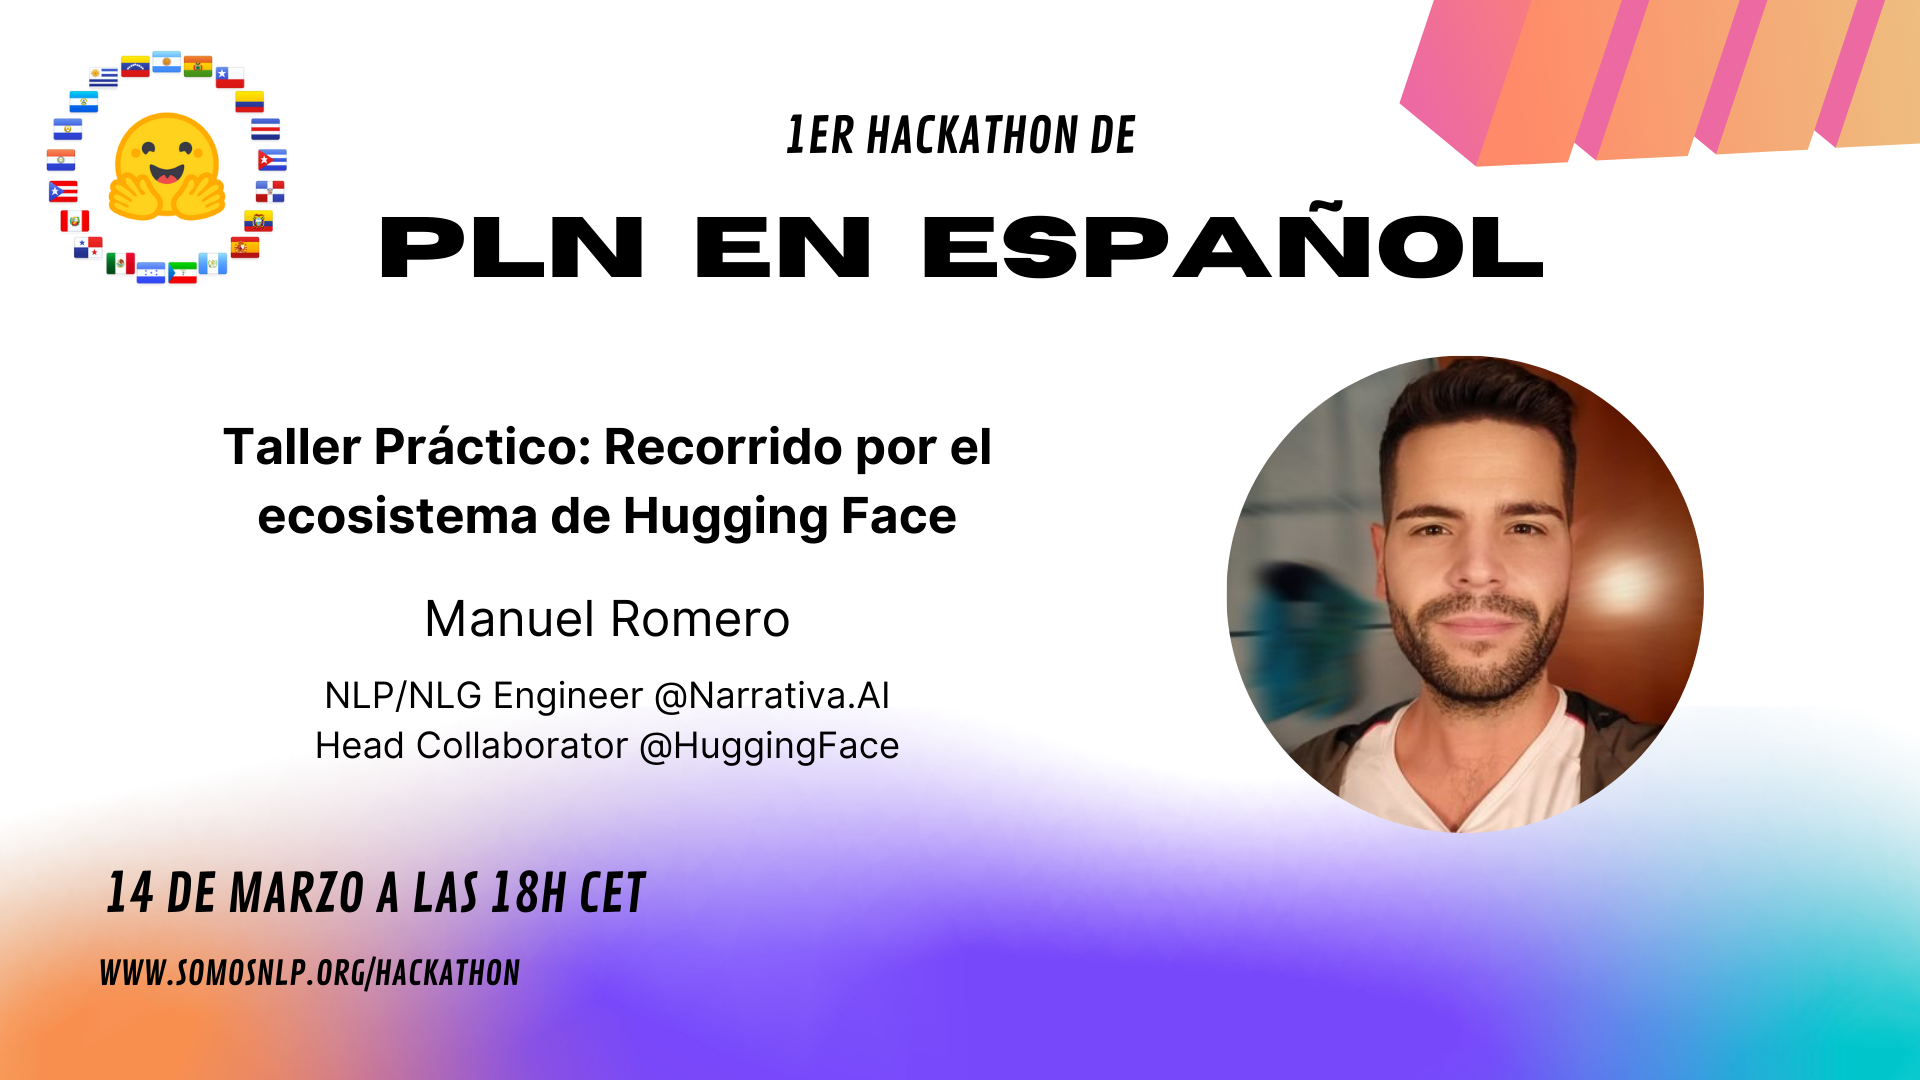 1ER HACKATHON DE
PLN EN ESPAÑOL
Taller Práctico: Recorrido por el
ecosistema de Hugging Face
Manuel Romero
NLP/NLG Engineer @Narrativa.AI
Head Collaborator @HuggingFace
14 DE MARZO A LAS 18H CET
WWW.SOMOSNLP.ORG/HACKATHON